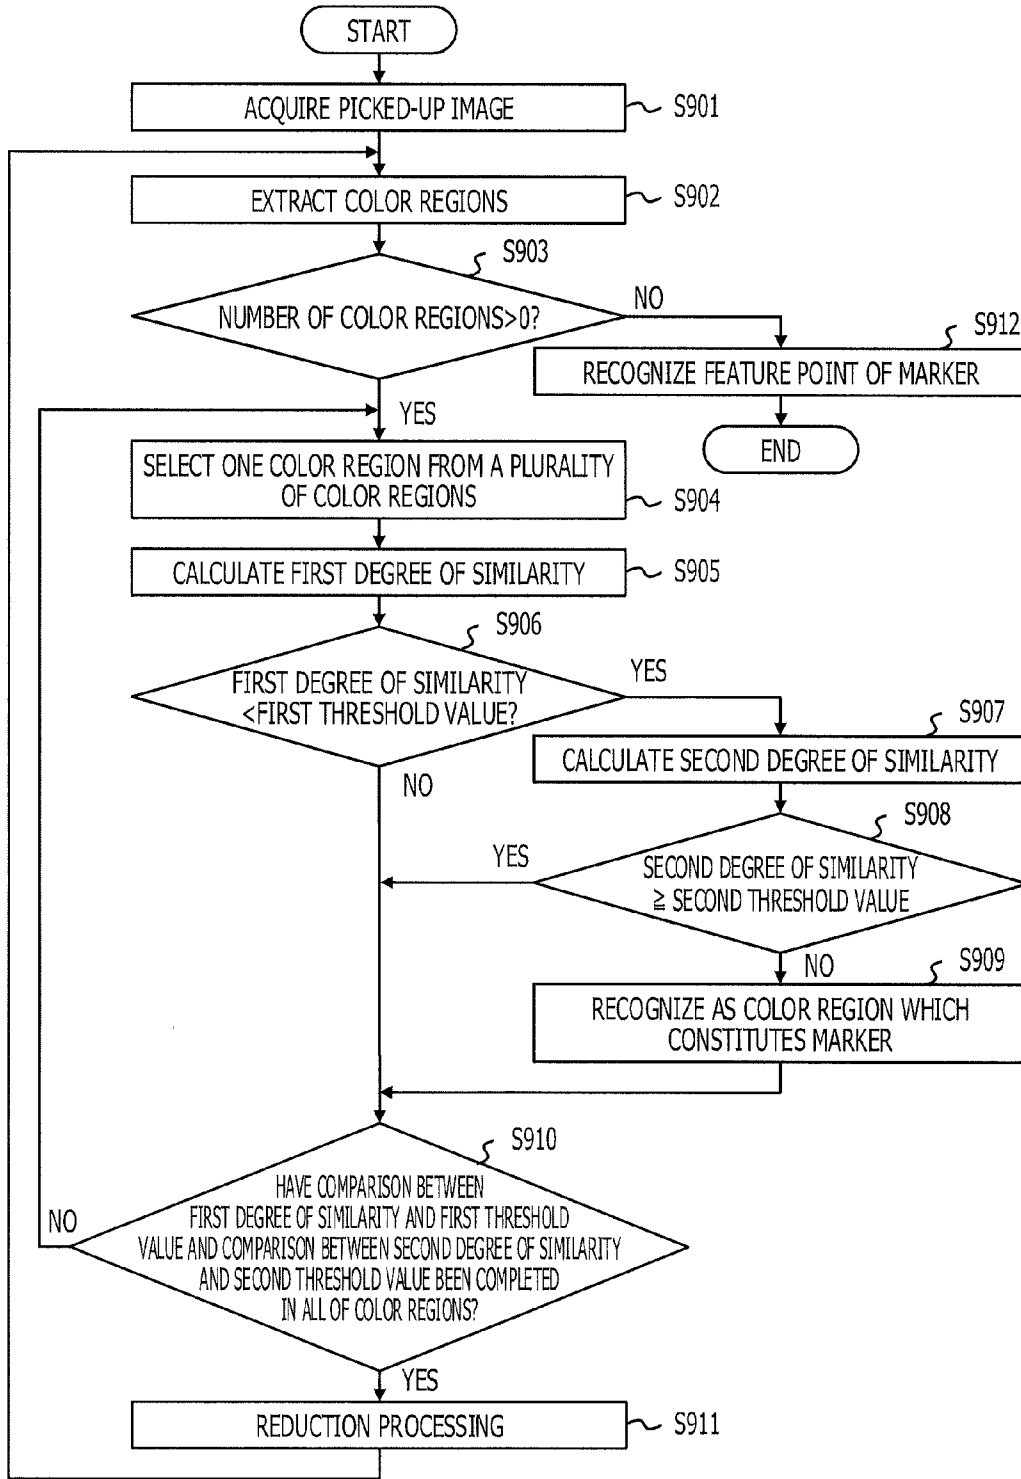 START
ACQUIRE PICKED-UP IMAGE
S901
EXTRACT COLOR REGIONS
S902
S903
NUMBER OF COLOR REGIONS>0?
NO
S912
RECOGNIZE FEATURE POINT OF MARKER
YES
END
SELECT ONE COLOR REGION FROM A PLURALITY
OF COLOR REGIONS
S904
CALCULATE FIRST DEGREE OF SIMILARITY
S905
S906
FIRST DEGREE OF SIMILARITY
<FIRST THRESHOLD VALUE?
YES
S907
CALCULATE SECOND DEGREE OF SIMILARITY
NO
S908
YES
SECOND DEGREE OF SIMILARITY
≧ SECOND THRESHOLD VALUE
NO
S909
RECOGNIZE AS COLOR REGION WHICH
CONSTITUTES MARKER
S910
HAVE COMPARISON BETWEEN
FIRST DEGREE OF SIMILARITY AND FIRST THRESHOLD
VALUE AND COMPARISON BETWEEN SECOND DEGREE OF SIMILARITY
AND SECOND THRESHOLD VALUE BEEN COMPLETED
IN ALL OF COLOR REGIONS?
NO
YES
REDUCTION PROCESSING
S911